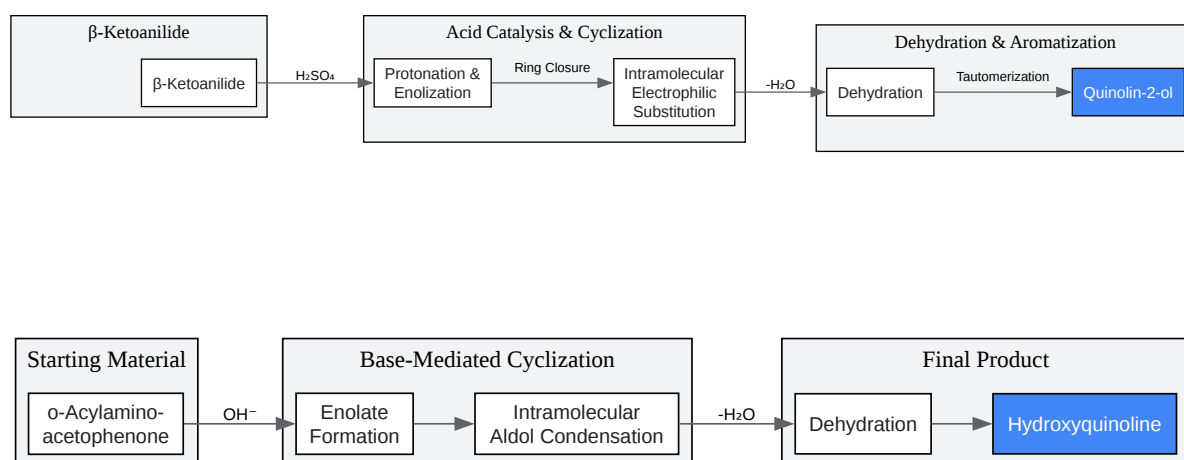 β-Ketoanilide
β-Ketoanilide
H₂SO₄
Acid Catalysis & Cyclization
Protonation &
Enolization
Ring Closure
Intramolecular
Electrophilic
Substitution
-H₂O
Dehydration & Aromatization
Dehydration
Tautomerization
Quinolin-2-ol
Starting Material
o-Acylamino-
acetophenone
OH⁻
Base-Mediated Cyclization
Enolate
Formation
Intramolecular
Aldol Condensation
-H₂O
Final Product
Dehydration
Hydroxyquinoline